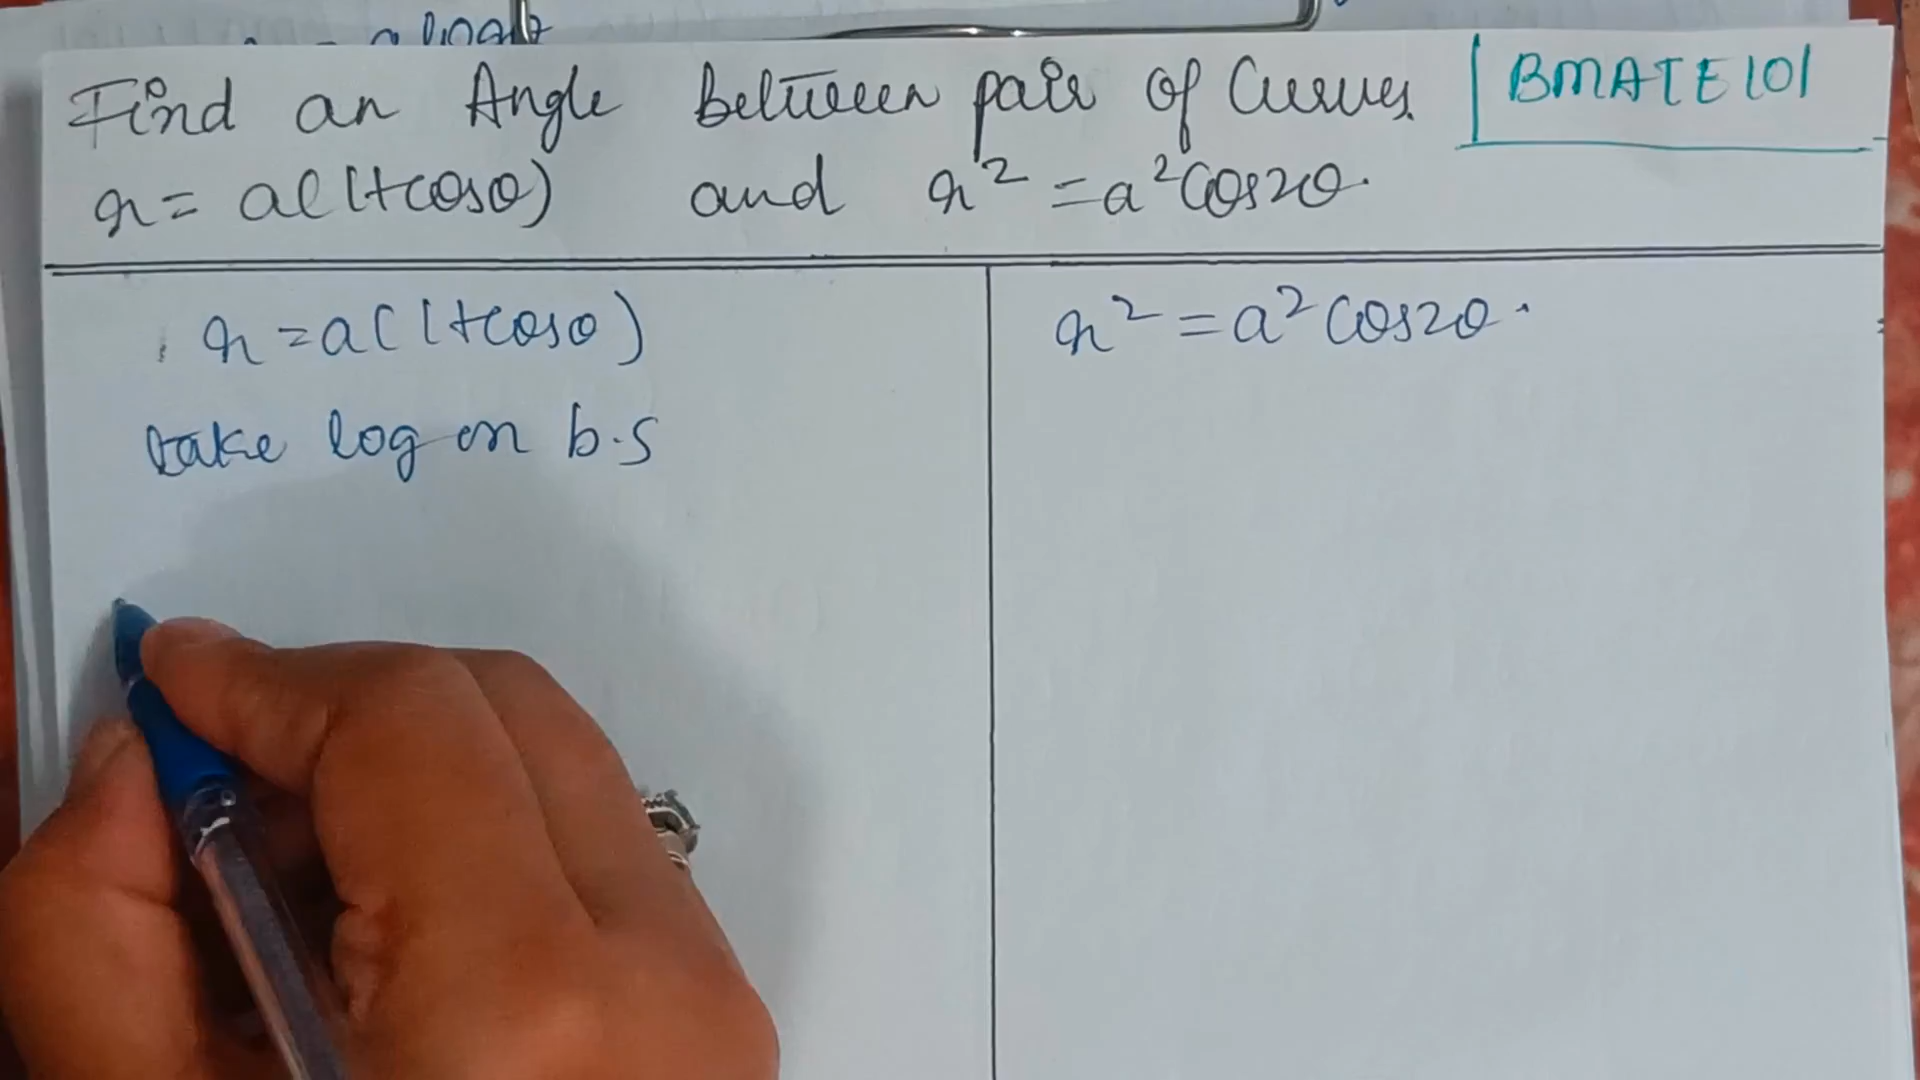 Find an Angle between pair of Curves. BMATE101
r = a(1+cosθ) and r² = a²cos2θ.
r = a(1+cosθ)
take log on b.s
r² = a²cos2θ.